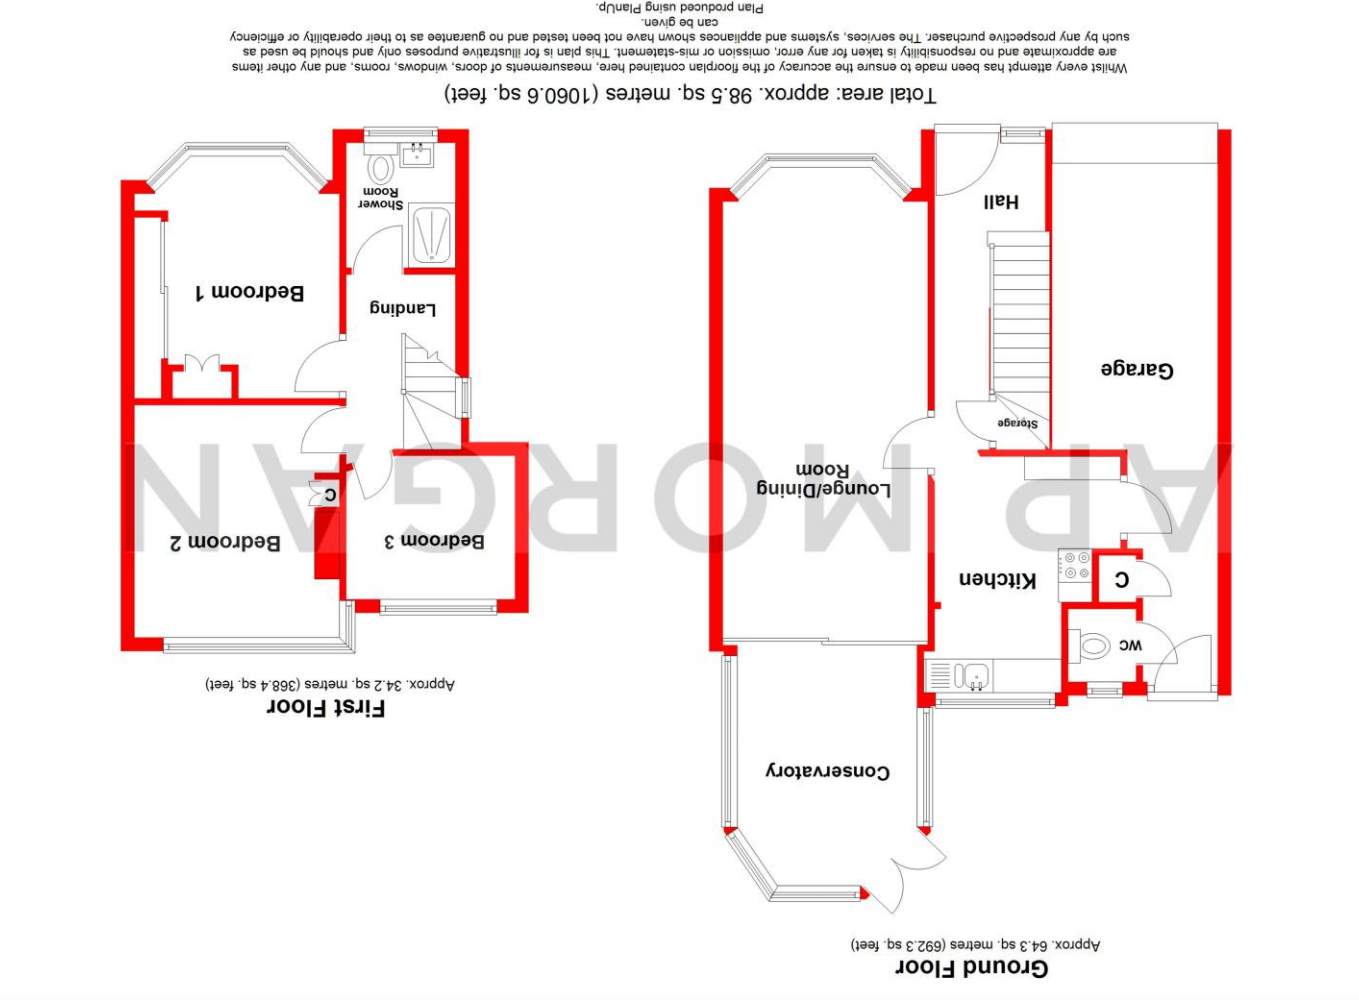 Ground Floor
Approx. 64.3 sq. metres (692.3 sq. feet)
Conservatory
WC
Kitchen
C
Lounge/Dining
Room
Storage
Garage
Hall
First Floor
Approx. 34.2 sq. metres (368.4 sq. feet)
Bedroom 3
Bedroom 2
C
Landing
Bedroom 1
Shower
Room
AP MORGAN
Total area: approx. 98.5 sq. metres (1060.6 sq. feet)
Whilst every attempt has been made to ensure the accuracy of the floorplan contained here, measurements of doors, windows, rooms, and any other items
are approximate and no responsibility is taken for any error, omission or mis-statement. This plan is for illustrative purposes only and should be used as
such by any prospective purchaser. The services, systems and appliances shown have not been tested and no guarantee as to their operability or efficiency
can be given.
Plan produced using PlanUp.